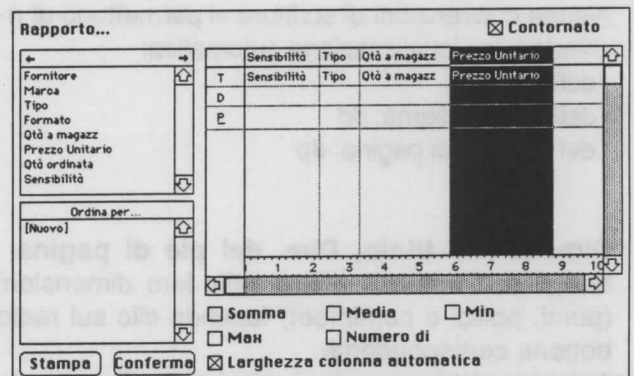 Rapporto...
Contornato
Fornitore
Marca
Tipo
Formato
Qtà a magazz
Prezzo Unitario
Qtà ordinata
Sensibilità
Ordina per...
[Nuovo]
Stampa Conferma
Sensibilità Tipo Qtà a magazz Prezzo Unitario
T Sensibilità Tipo Qtà a magazz Prezzo Unitario
D
P
1 2 3 4 5 6 7 8 9 10
Somma Media Min
Max Numero di
Larghezza colonna automatica